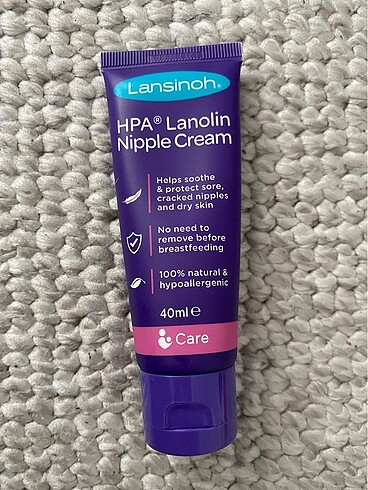 Lansinoh®
HPA® Lanolin
Nipple Cream
Helps soothe
& protect sore,
cracked nipples
and dry skin
No need to
remove before
breastfeeding
100% natural &
hypoallergenic
40ml ℮
Care